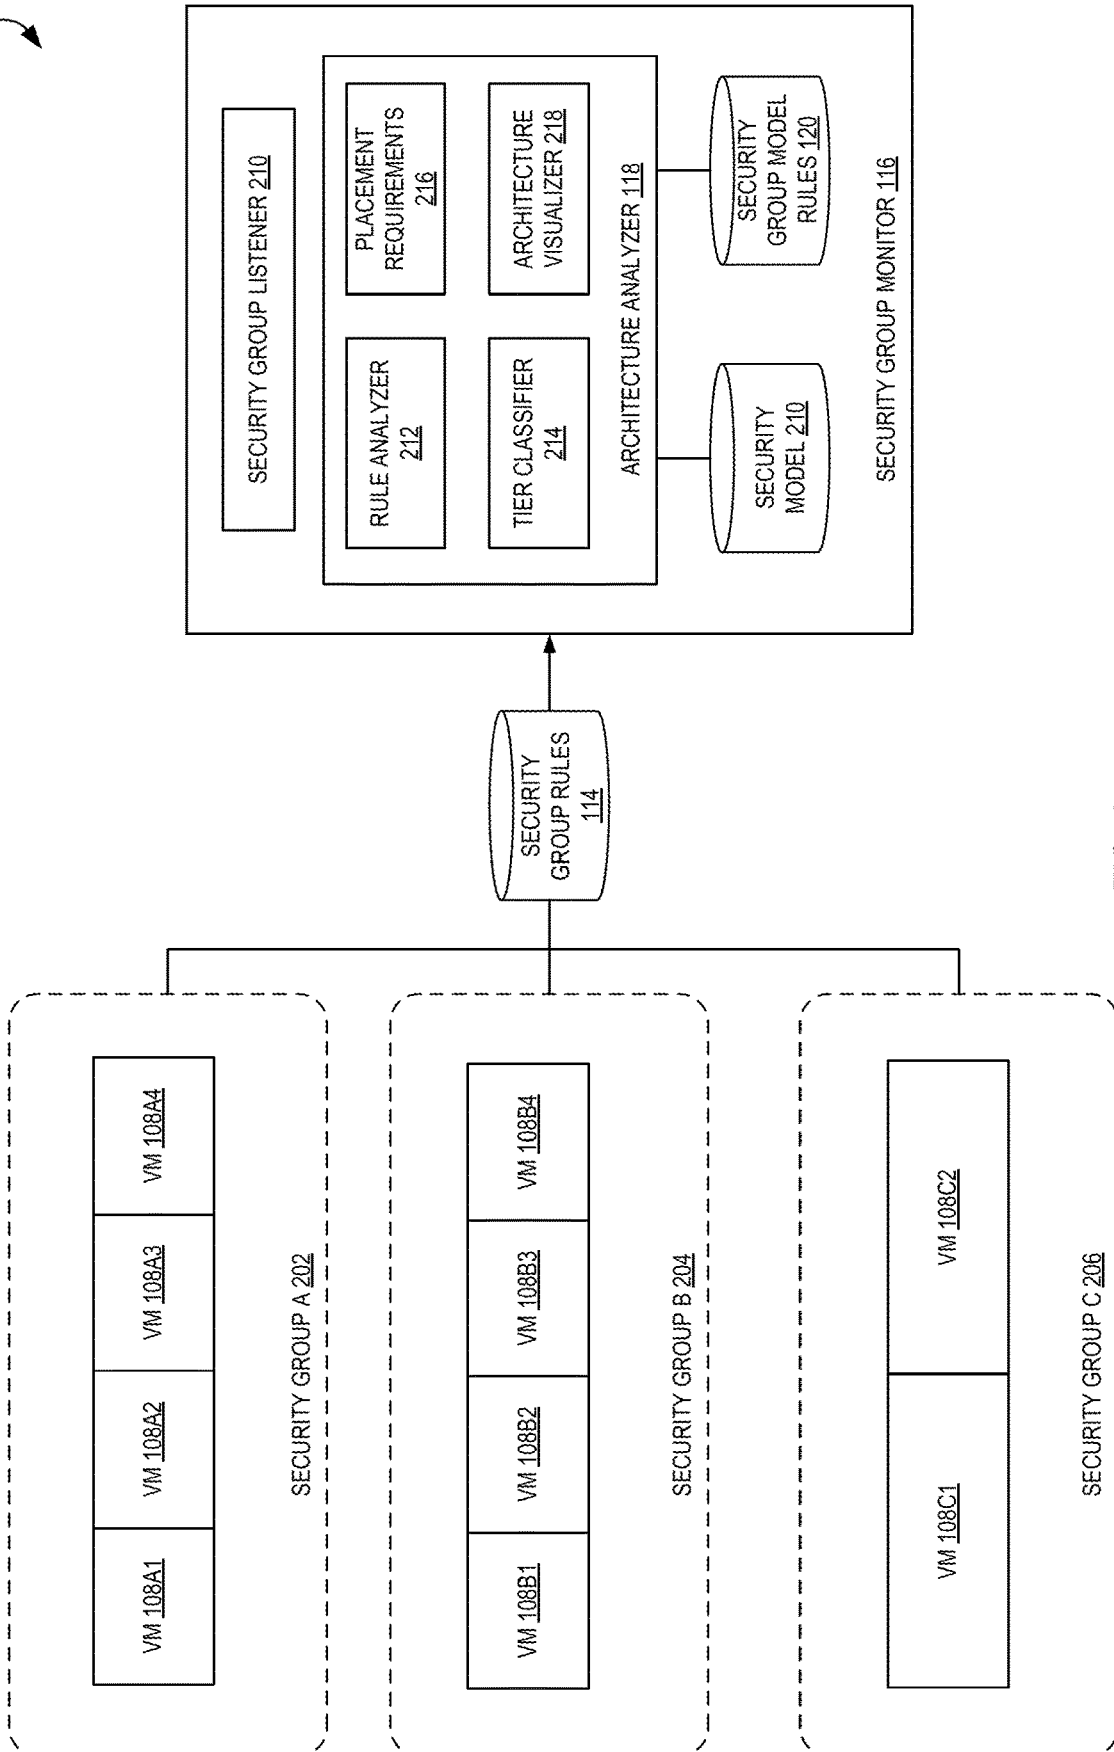 VM 108A1
VM 108A2
VM 108A3
VM 108A4
SECURITY GROUP A 202
VM 108B1
VM 108B2
VM 108B3
VM 108B4
SECURITY GROUP B 204
VM 108C1
VM 108C2
SECURITY GROUP C 206
SECURITY
GROUP RULES
114
SECURITY GROUP LISTENER 210
RULE ANALYZER
212
PLACEMENT
REQUIREMENTS
216
TIER CLASSIFIER
214
ARCHITECTURE
VISUALIZER 218
ARCHITECTURE ANALYZER 118
SECURITY
MODEL 210
SECURITY
GROUP MODEL
RULES 120
SECURITY GROUP MONITOR 116